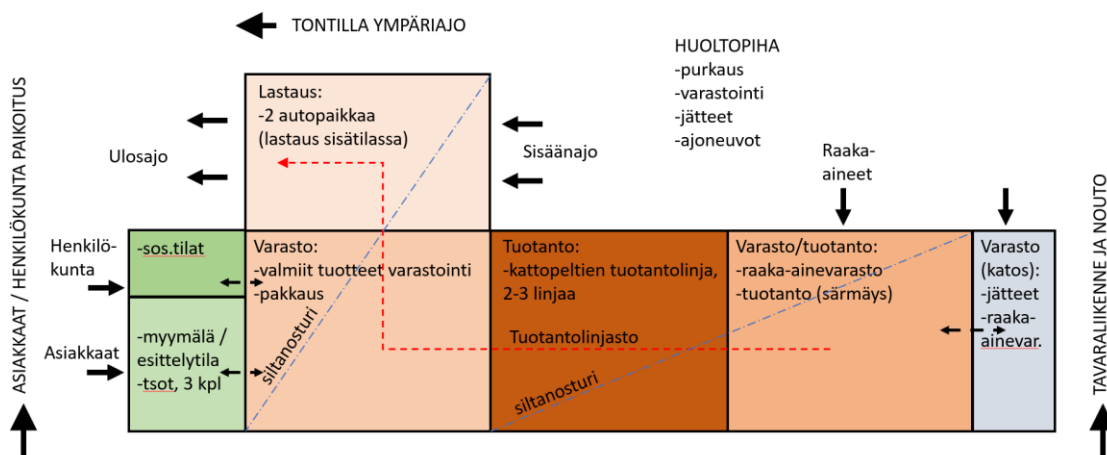 TONTILLA YMPÄRIAJO
HUOLTOPIHA
-purkaus
-varastointi
-jätteet
-ajoneuvot
ASIAKKAAT / HENKILÖKUNTA PAIKOITUS
Lastaus:
-2 autopaikkaa
(lastaus sisätilassa)
Ulosajo
Sisäänajo
Raaka-
aineet
TAVARALIIKENNE JA NOUTO
Henkilö-
kunta
-sos.tilat
Varasto:
-valmiit tuotteet varastointi
-pakkaus
Tuotanto:
-kattopeltien tuotantolinja,
2-3 linjaa
Varasto/tuotanto:
-raaka-ainevarasto
-tuotanto (särmäys)
Varasto
(katos):
-jätteet
-raaka-
ainevar.
Asiakkaat
-myymälä /
esittelytila
-tsot, 3 kpl
siltanosturi
Tuotantolinjasto
siltanosturi